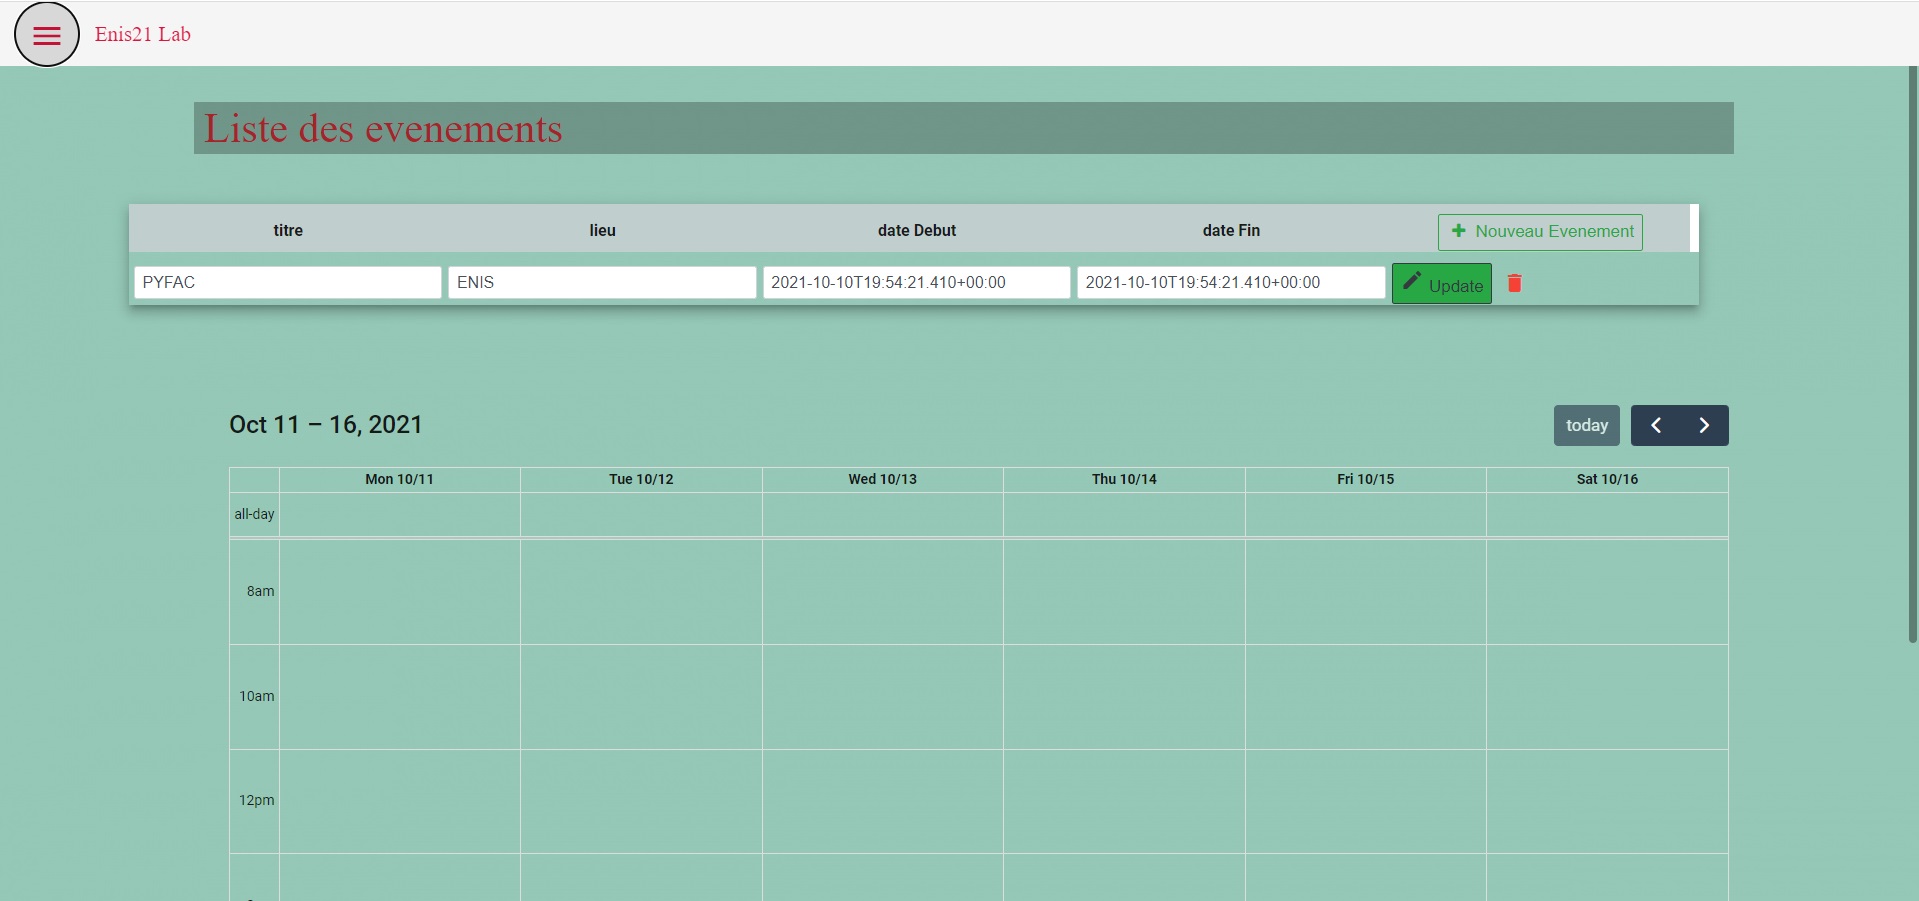 Enis21 Lab
Liste des evenements
titre lieu date Debut date Fin Nouveau Evenement
PYFAC ENIS 2021-10-10T19:54:21.410+00:00 2021-10-10T19:54:21.410+00:00 Update
Oct 11 – 16, 2021 today
Mon 10/11 Tue 10/12 Wed 10/13 Thu 10/14 Fri 10/15 Sat 10/16
all-day
8am
10am
12pm